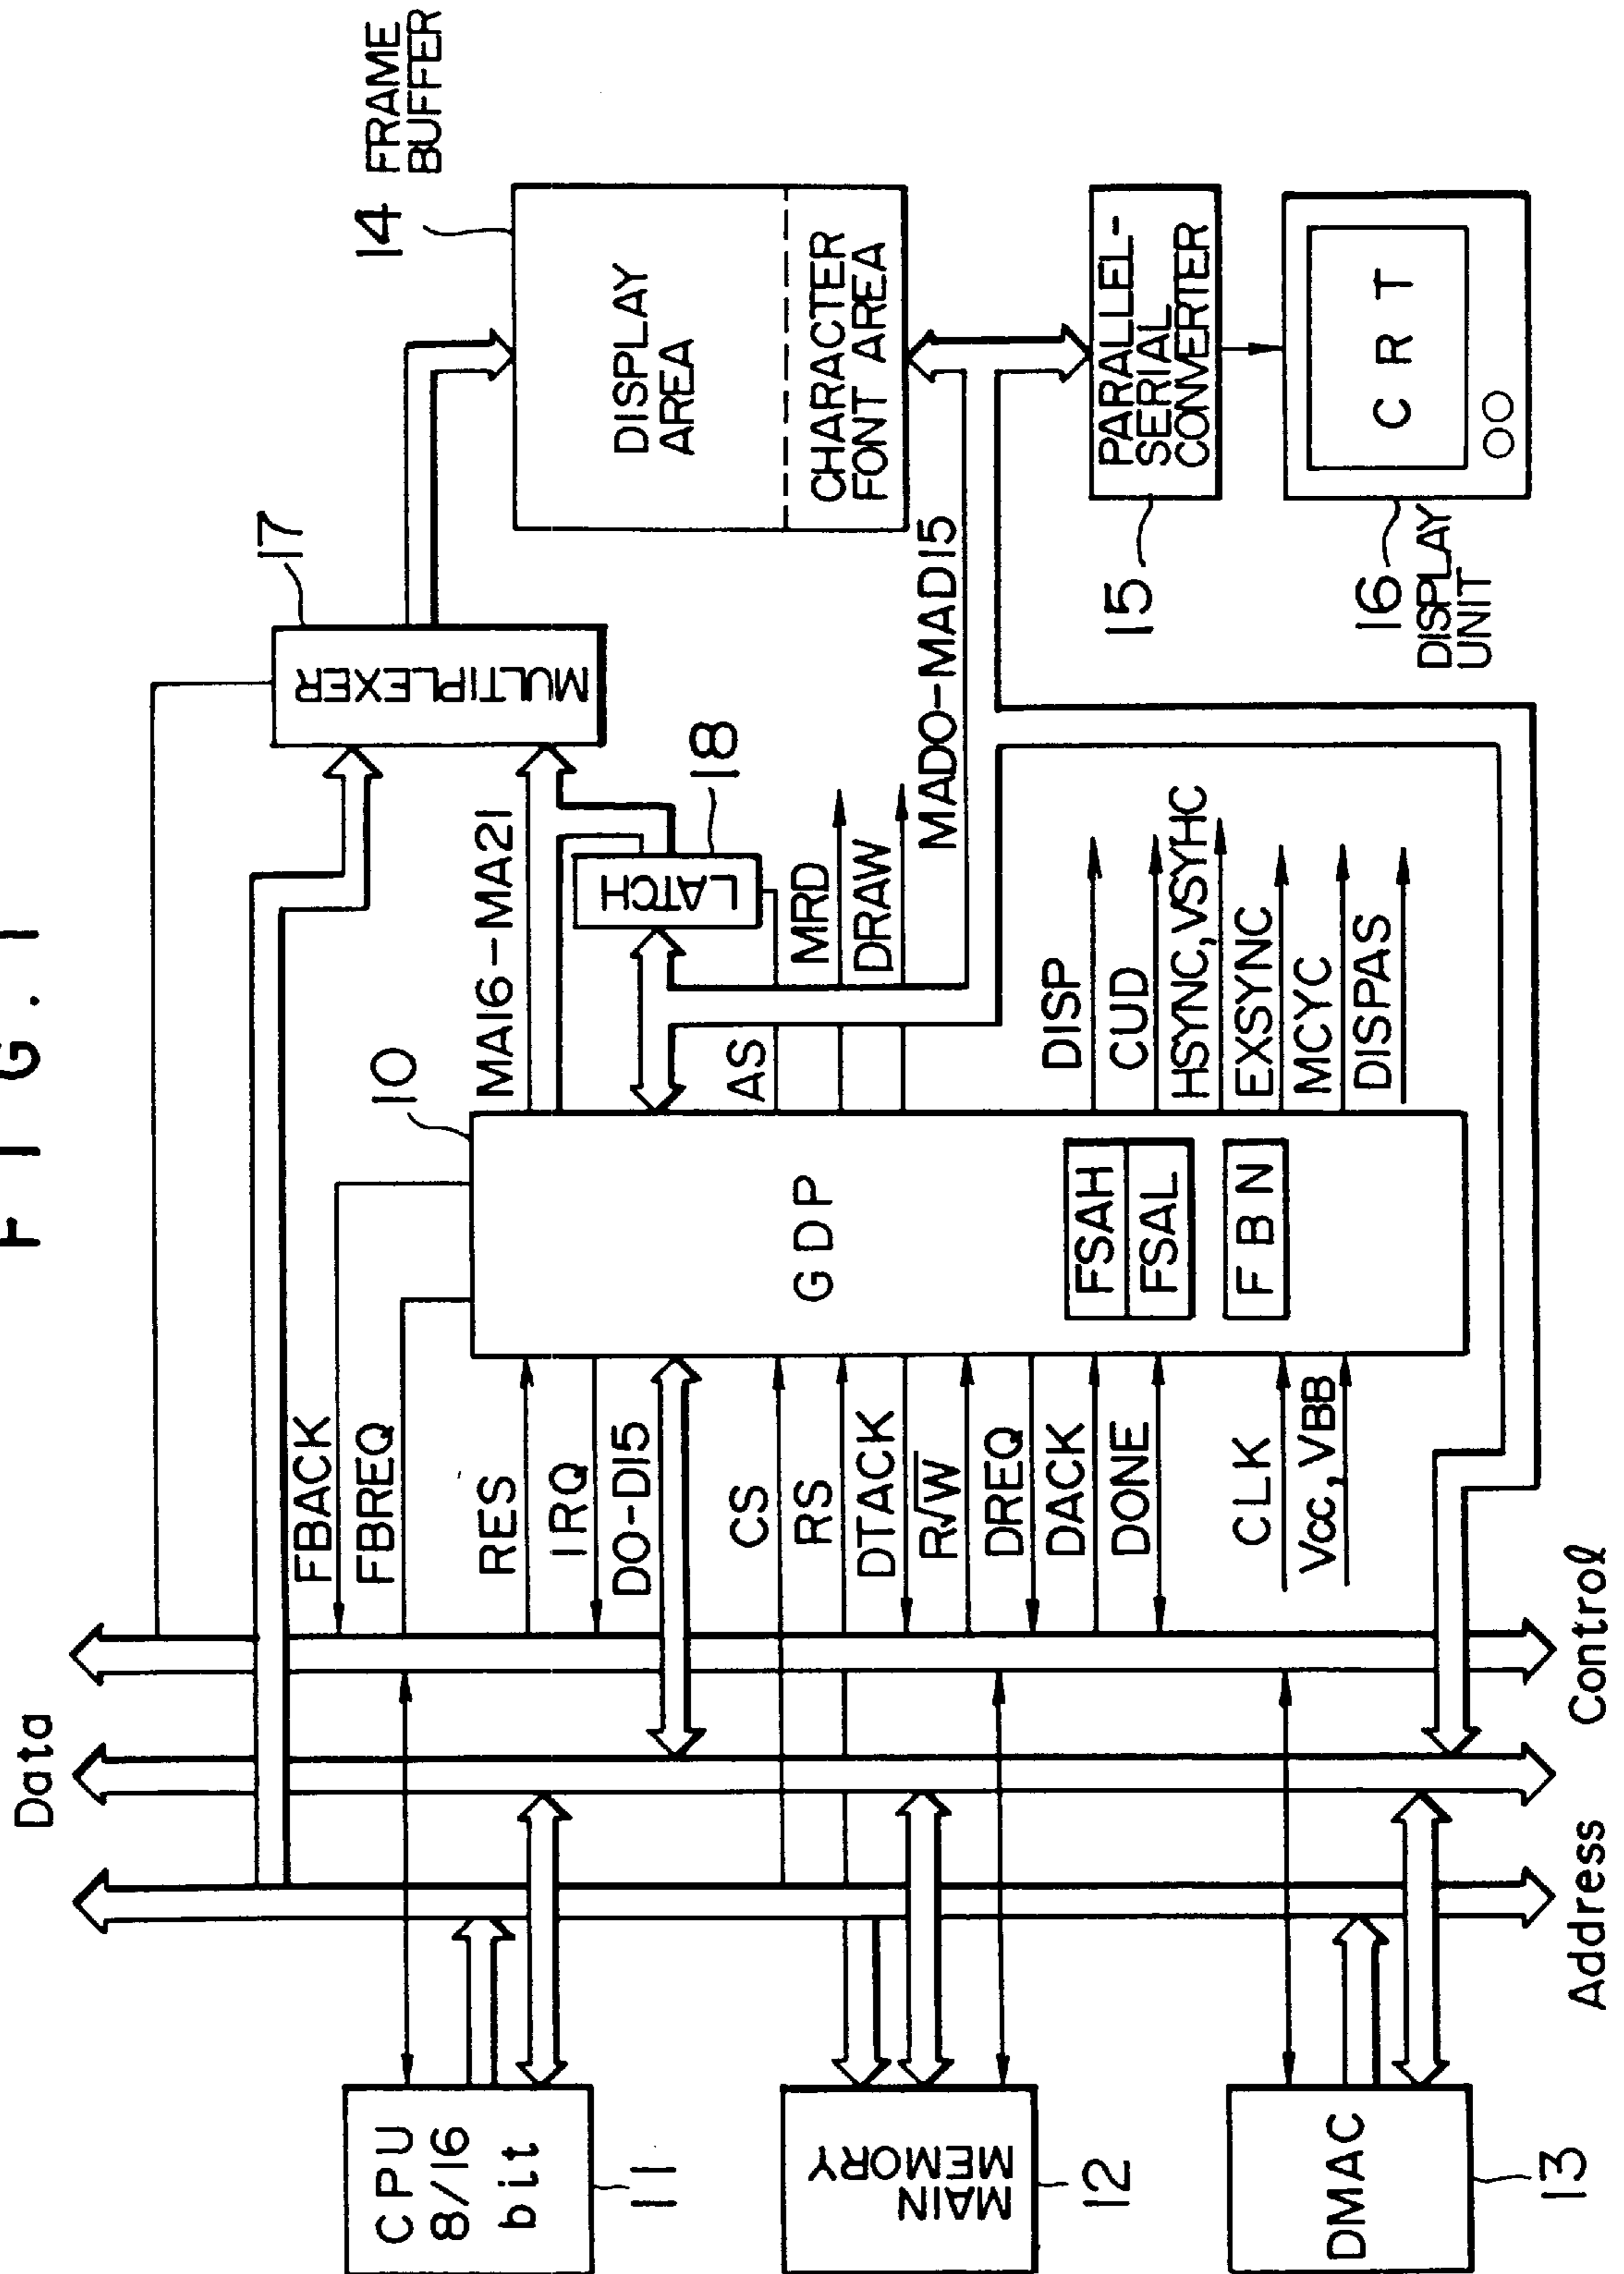 FIG. 1
Data
Address
Control
CPU
8/16
bit
11
MAIN
MEMORY
12
DMAC
13
FBACK
FBREQ
RES
IRQ
D0-D15
CS
RS
DTACK
R/W
DREQ
DACK
DONE
CLK
Vcc, VBB
10
GDP
FSAH
FSAL
FBN
MA16-MA21
AS
MRD
DRAW
MAD0-MAD15
DISP
CUD
HSYNC, VSYHC
EXSYNC
MCYC
DISPAS
LATCH
18
MULTIPLEXER
17
14 FRAME
BUFFER
DISPLAY
AREA
CHARACTER
FONT AREA
PARALLEL-
SERIAL
CONVERTER
15
CRT
16
DISPLAY
UNIT